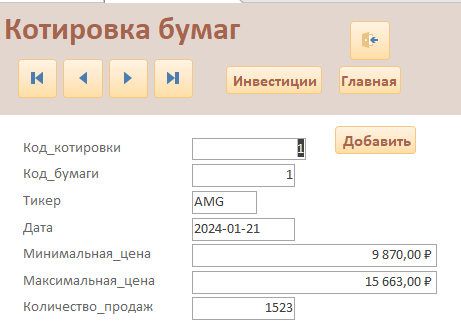 Котировка бумаг
Инвестиции Главная
Добавить
Код_котировки 1
Код_бумаги 1
Тикер AMG
Дата 2024-01-21
Минимальная_цена 9 870,00 ₽
Максимальная_цена 15 663,00 ₽
Количество_продаж 1523